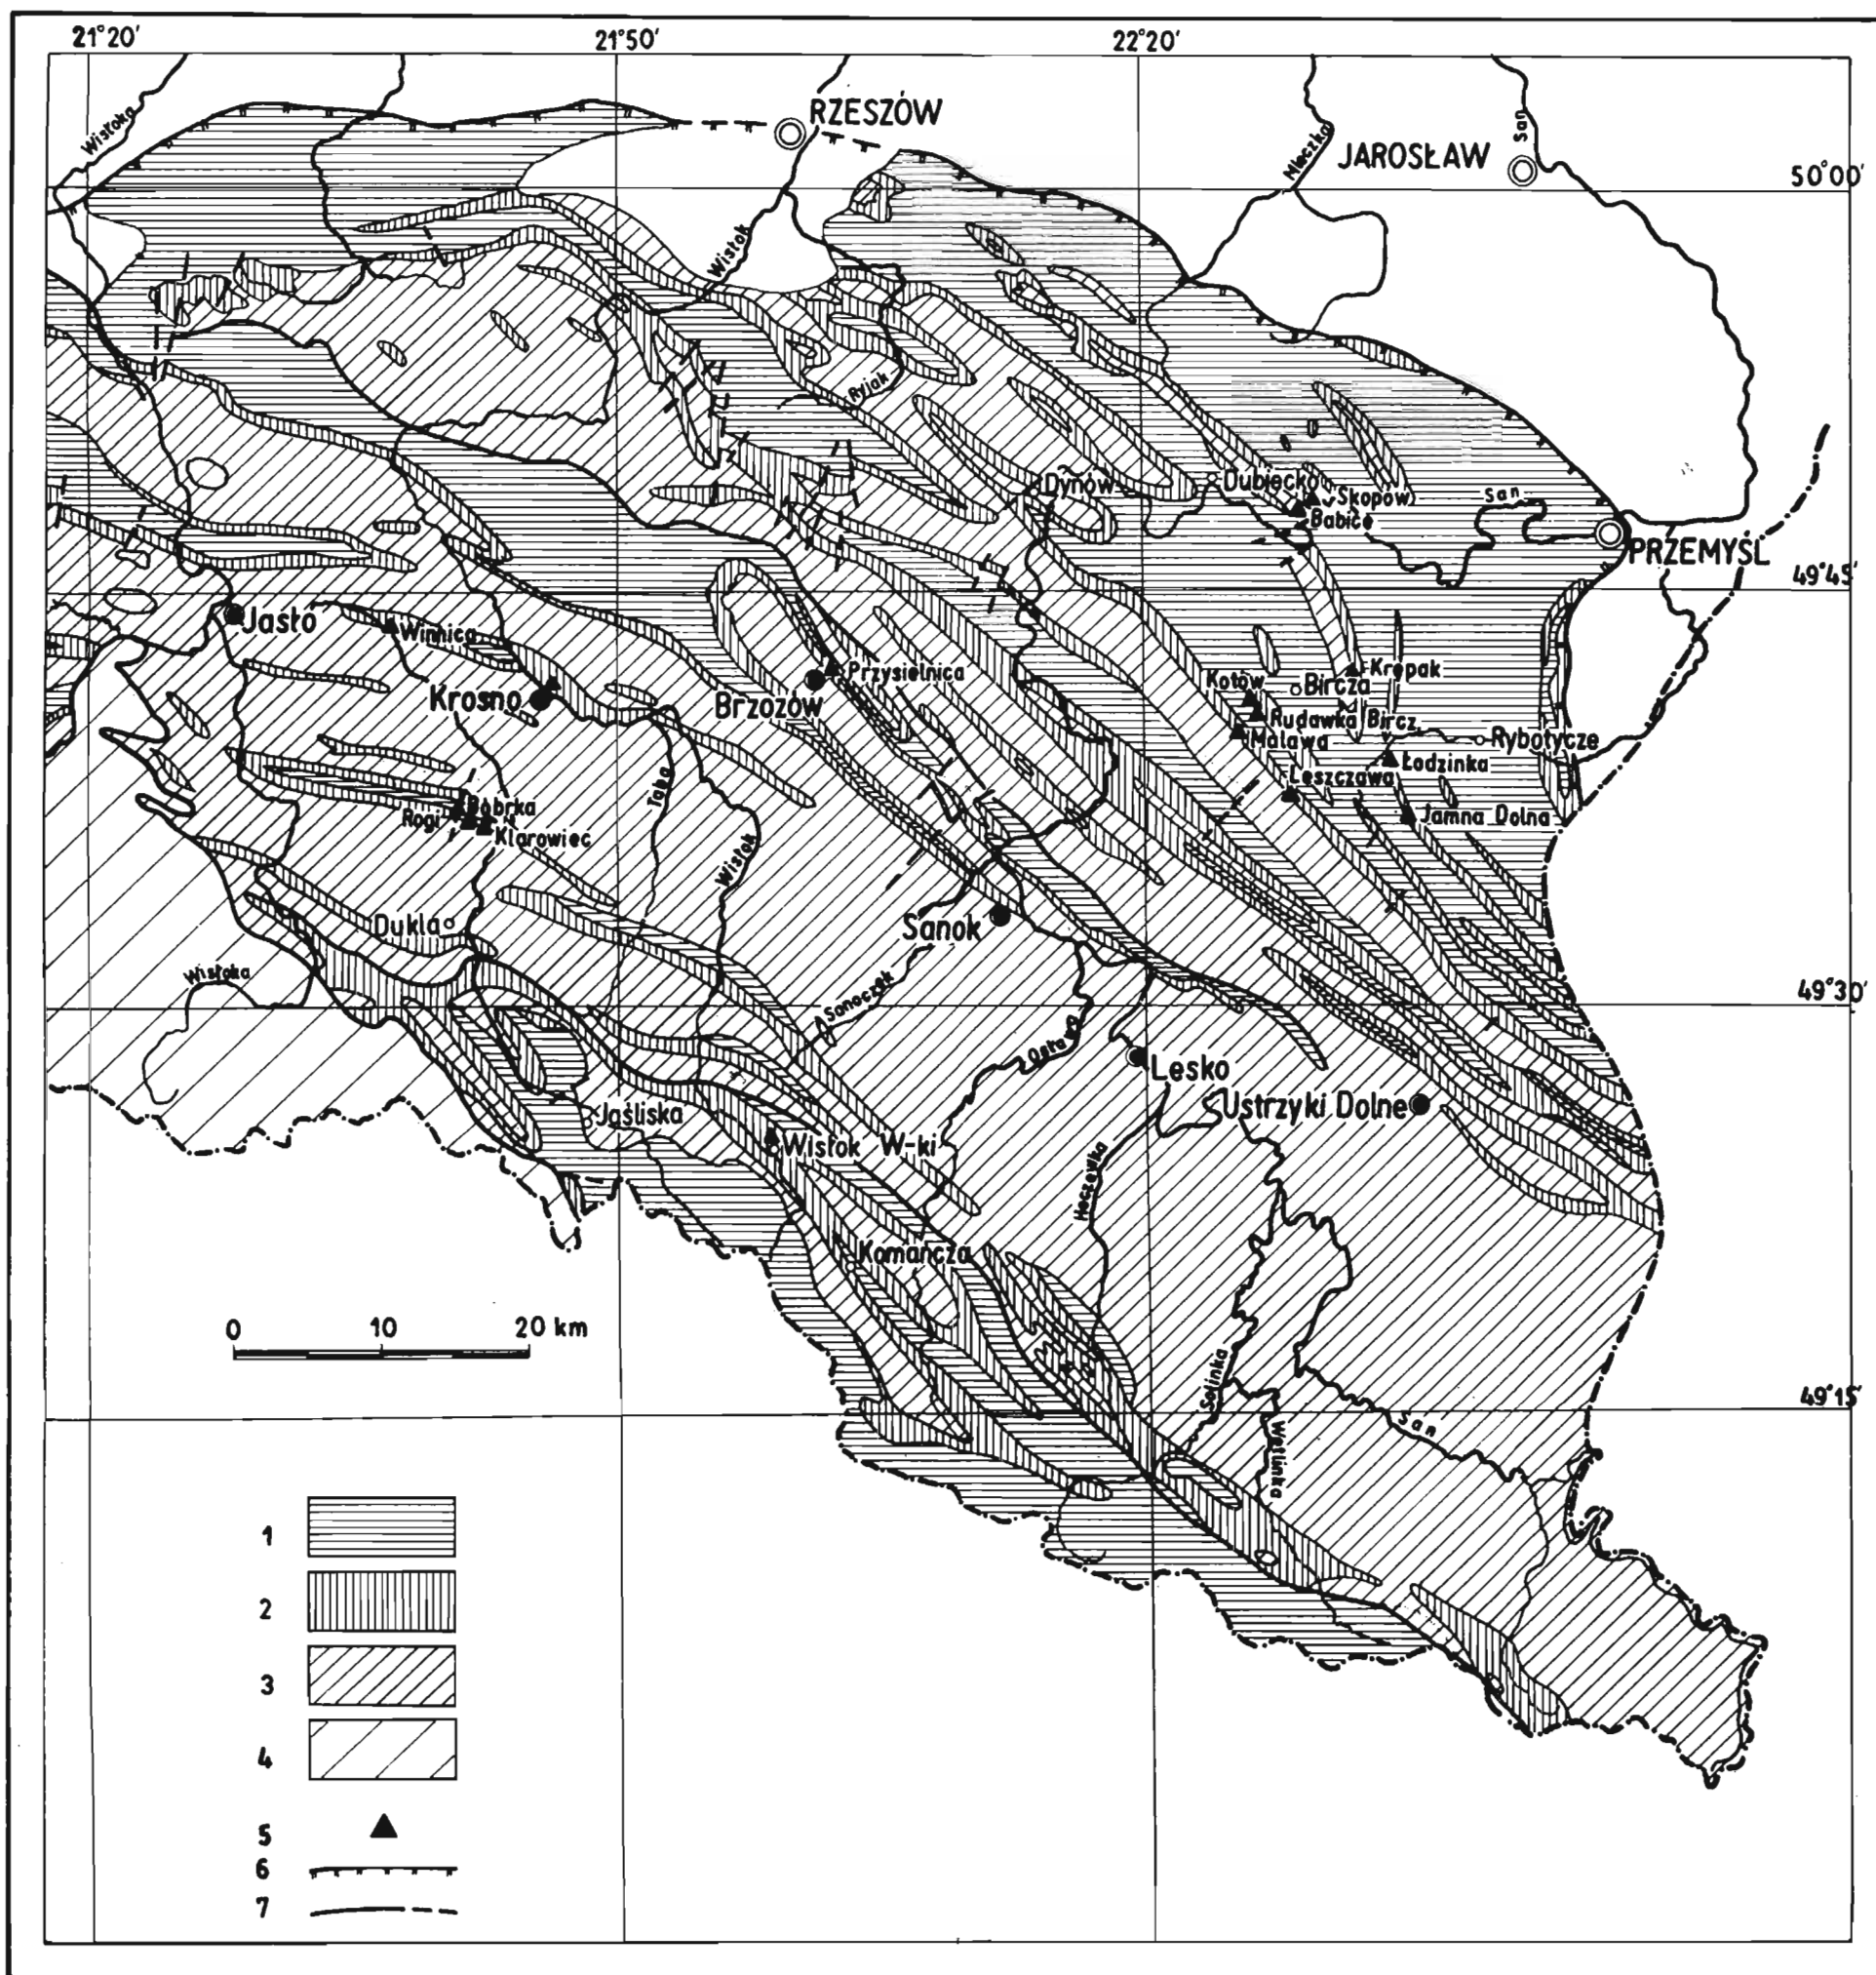 21°20'
21°50'
22°20'
Wisłoka
RZESZÓW
Mleczka
San
JAROSŁAW
50°00'
Wisłok
Ryjak
Dynów
Dubiecko
Skopów
San
Babice
PRZEMYŚL
49°45'
Jasło
Winnica
Przysietnica
Krępak
Kotów
Bircza
Krosno
Brzozów
Rudawka Bircz.
Malawa
Rybotycze
Łodzinka
Leszczawa
Bóbrka
Rogi
Jamna Dolna
Klarowiec
Wisłok
Dukla
Sanok
Wisłoka
Sanoczek
49°30'
Osława
Lesko
Jaśliska
Ustrzyki Dolne
Wisłok W-ki
Hoczewka
Komańcza
0 10 20 km
Solinka
49°15'
San
Wetlinka
1
2
3
4
5
6
7